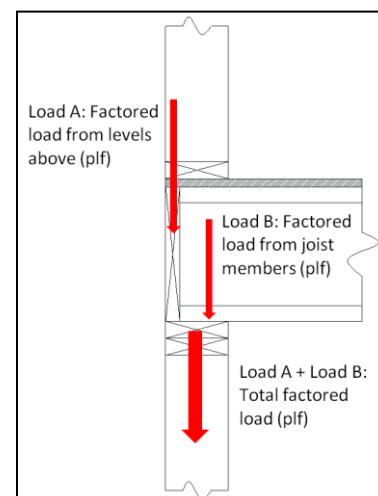 Load A: Factored
load from levels
above (plf)
Load B: Factored
load from joist
members (plf)
Load A + Load B:
Total factored
load (plf)